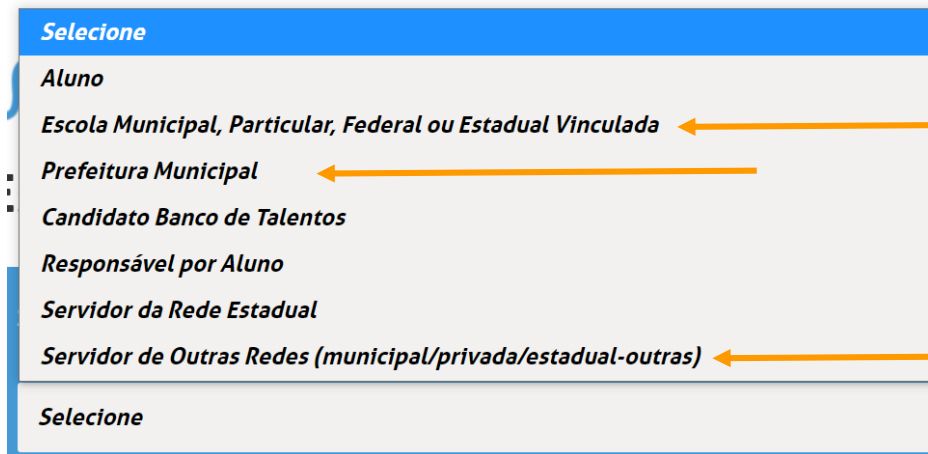 Selecione
Aluno
Escola Municipal, Particular, Federal ou Estadual Vinculada
Prefeitura Municipal
Candidato Banco de Talentos
Responsável por Aluno
Servidor da Rede Estadual
Servidor de Outras Redes (municipal/privada/estadual-outras)
Selecione